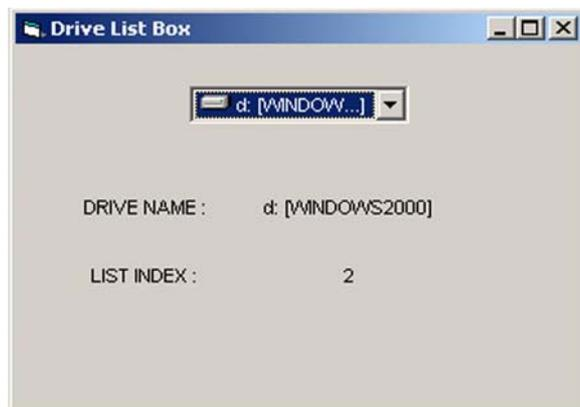 Drive List Box
d: [WINDOW...]
DRIVE NAME : d: [WINDOWS2000]
LIST INDEX : 2